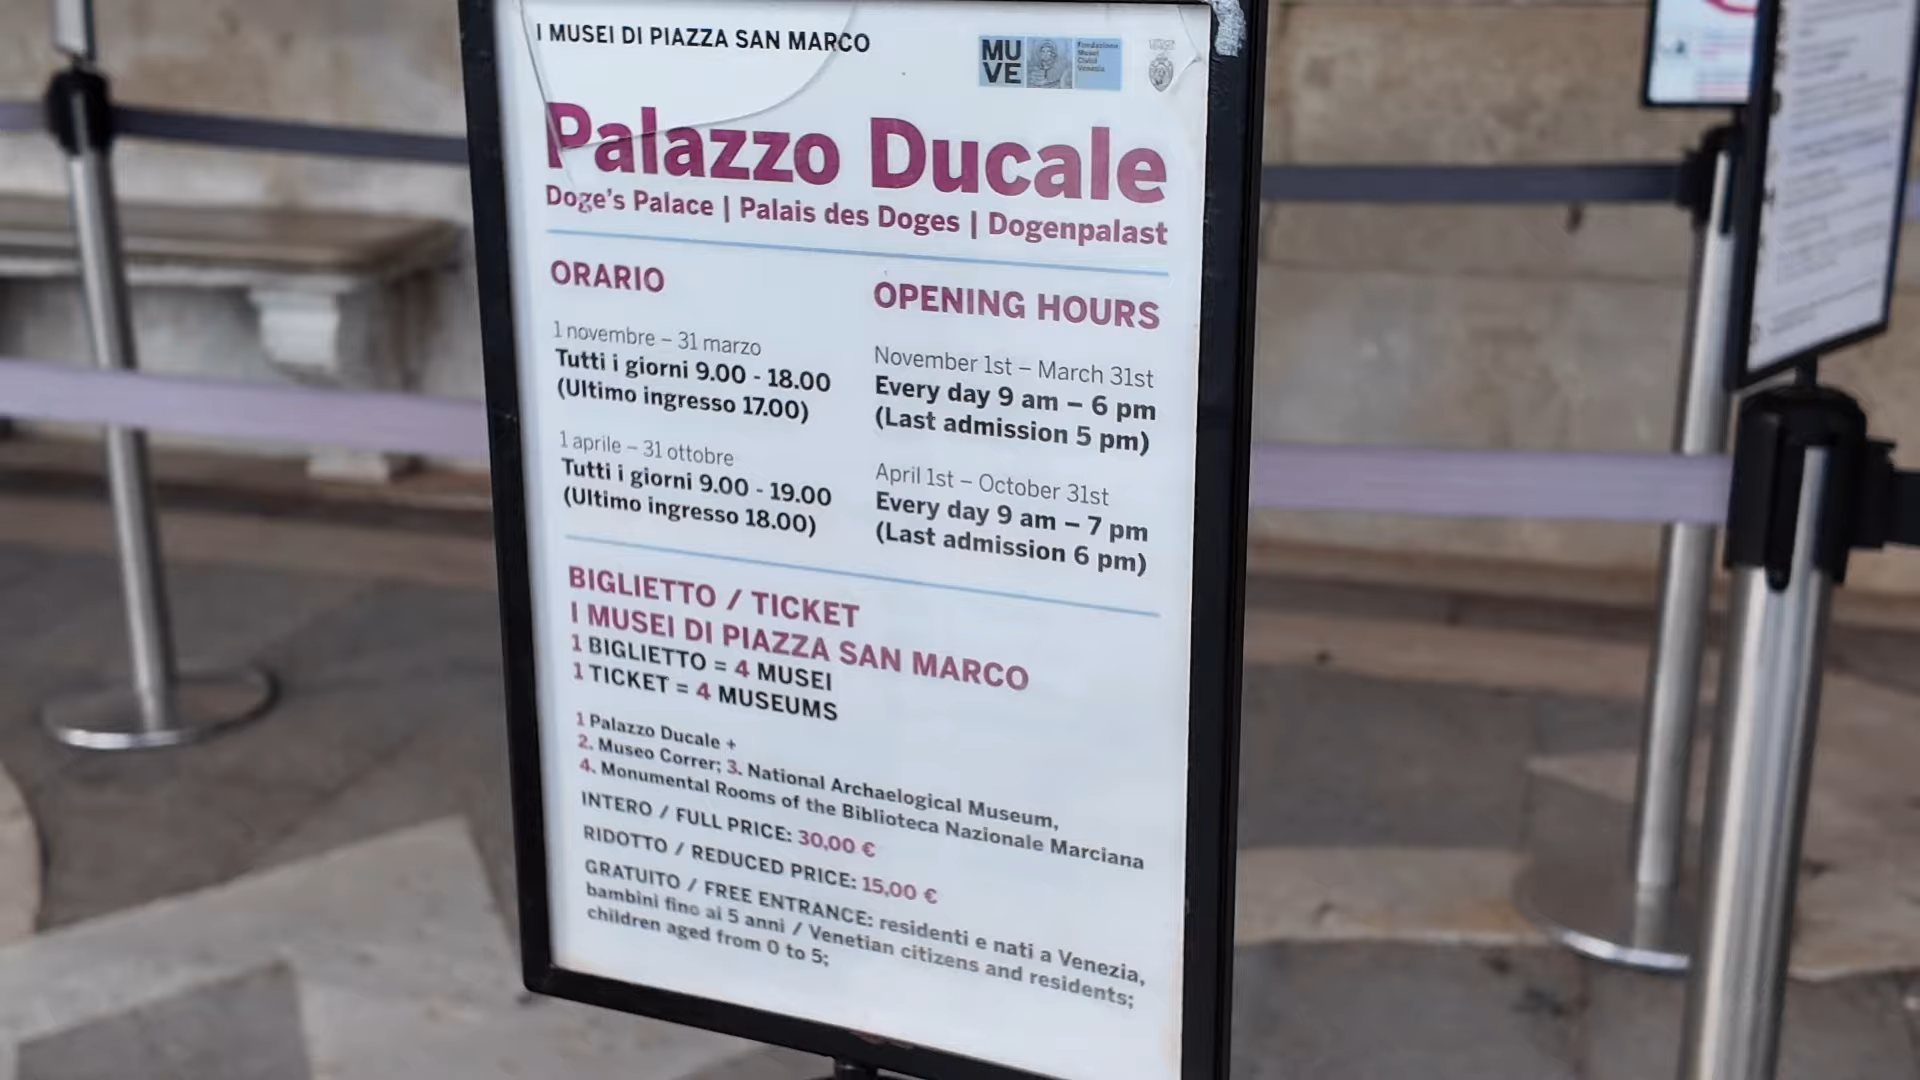 I MUSEI DI PIAZZA SAN MARCO
MU
VE
Fondazione
Musei
Civici
Venezia
Palazzo Ducale
Doge's Palace | Palais des Doges | Dogenpalast
ORARIO
1 novembre – 31 marzo
Tutti i giorni 9.00 - 18.00
(Ultimo ingresso 17.00)
1 aprile – 31 ottobre
Tutti i giorni 9.00 - 19.00
(Ultimo ingresso 18.00)
OPENING HOURS
November 1st – March 31st
Every day 9 am – 6 pm
(Last admission 5 pm)
April 1st – October 31st
Every day 9 am – 7 pm
(Last admission 6 pm)
BIGLIETTO / TICKET
I MUSEI DI PIAZZA SAN MARCO
1 BIGLIETTO = 4 MUSEI
1 TICKET = 4 MUSEUMS
1 Palazzo Ducale +
2. Museo Correr; 3. National Archaelogical Museum,
4. Monumental Rooms of the Biblioteca Nazionale Marciana
INTERO / FULL PRICE: 30,00 €
RIDOTTO / REDUCED PRICE: 15,00 €
GRATUITO / FREE ENTRANCE: residenti e nati a Venezia,
bambini fino ai 5 anni / Venetian citizens and residents;
children aged from 0 to 5;